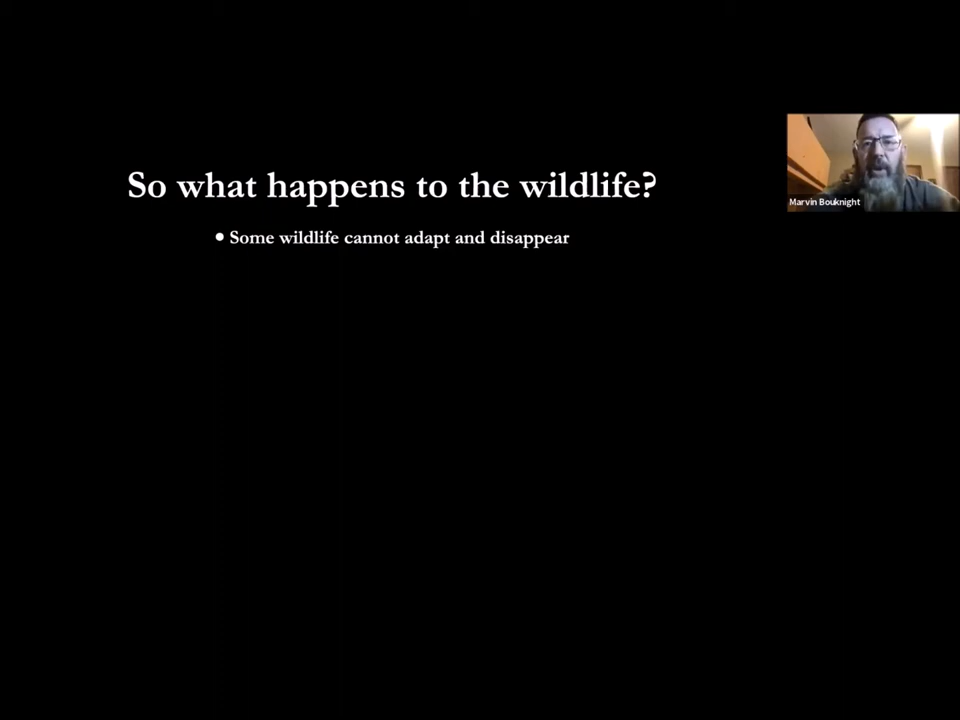 So what happens to the wildlife?
• Some wildlife cannot adapt and disappear
Marvin Bouknight